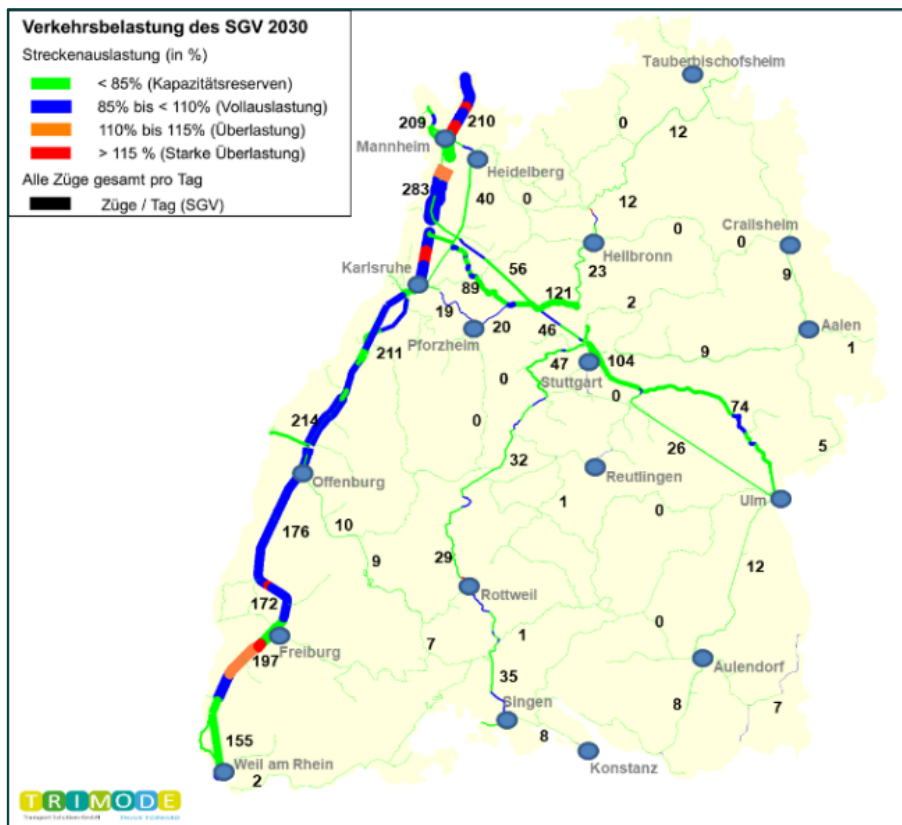 Verkehrsbelastung des SGV 2030
Streckenauslastung (in %)
< 85% (Kapazitätsreserven)
85% bis < 110% (Vollauslastung)
110% bis 115% (Überlastung)
> 115 % (Starke Überlastung)
Alle Züge gesamt pro Tag
Züge / Tag (SGV)
Tauberbischofsheim
209
210
0
12
Mannheim
Heidelberg
283
40
0
12
0
Crailsheim
0
Heilbronn
Karlsruhe
56
23
9
89
121
2
19
20
46
Pforzheim
Aalen
211
47
104
9
1
0
Stuttgart
0
74
214
0
26
5
32
Reutlingen
Offenburg
1
0
Ulm
176
10
9
29
12
Rottweil
172
0
1
Freiburg
7
197
35
Aulendorf
Singen
8
7
155
8
Weil am Rhein
Konstanz
2
TRIMODE
Transport Solutions GmbH